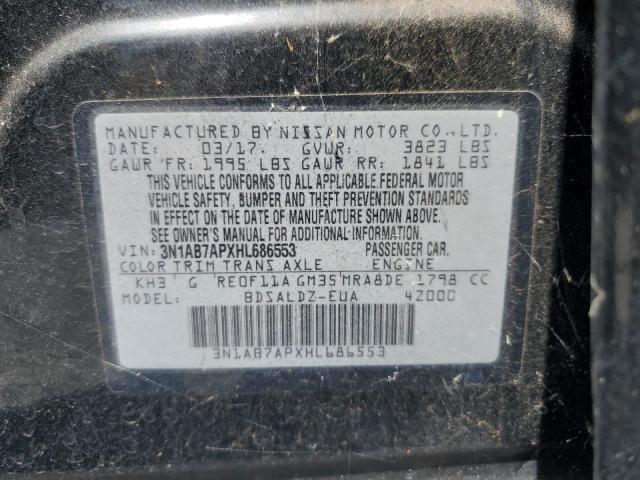 MANUFACTURED BY NISSAN MOTOR CO.,LTD.
DATE: 03/17. GVWR: 3823 LBS
GAWR FR: 1995 LBS GAWR RR: 1841 LBS
THIS VEHICLE CONFORMS TO ALL APPLICABLE FEDERAL MOTOR
VEHICLE SAFETY, BUMPER AND THEFT PREVENTION STANDARDS
IN EFFECT ON THE DATE OF MANUFACTURE SHOWN ABOVE.
SEE OWNER'S MANUAL FOR ADDITIONAL INFORMATION.
VIN: 3N1AB7APXHL686553 PASSENGER CAR.
COLOR TRIM TRANS AXLE ENGINE
KH3 G RE0F11A GM35 MRA8DE 1798 CC
MODEL: BDSALDZ-EUA 42000
3N1AB7APXHL686553